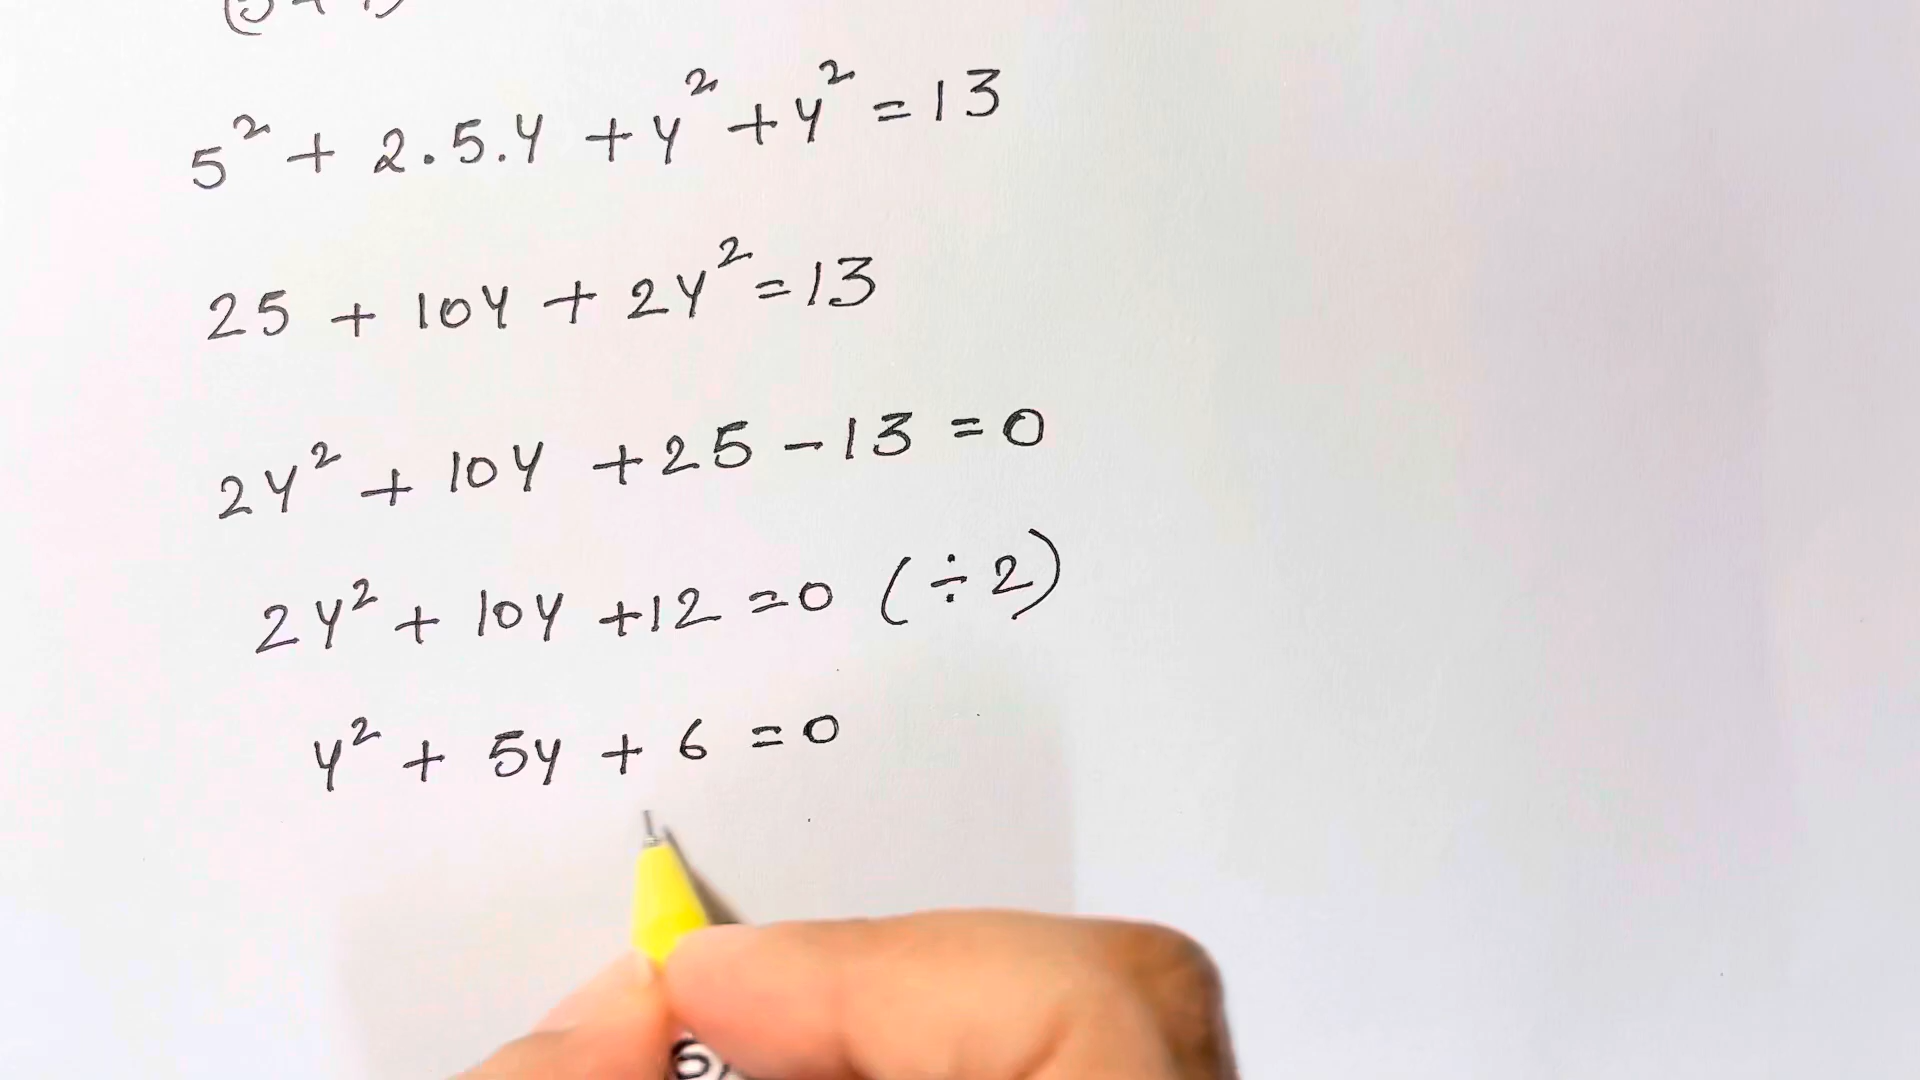 5² + 2.5.y + y² + y² = 13
25 + 10y + 2y² = 13
2y² + 10y + 25 - 13 = 0
2y² + 10y + 12 = 0 (÷2)
y² + 5y + 6 = 0